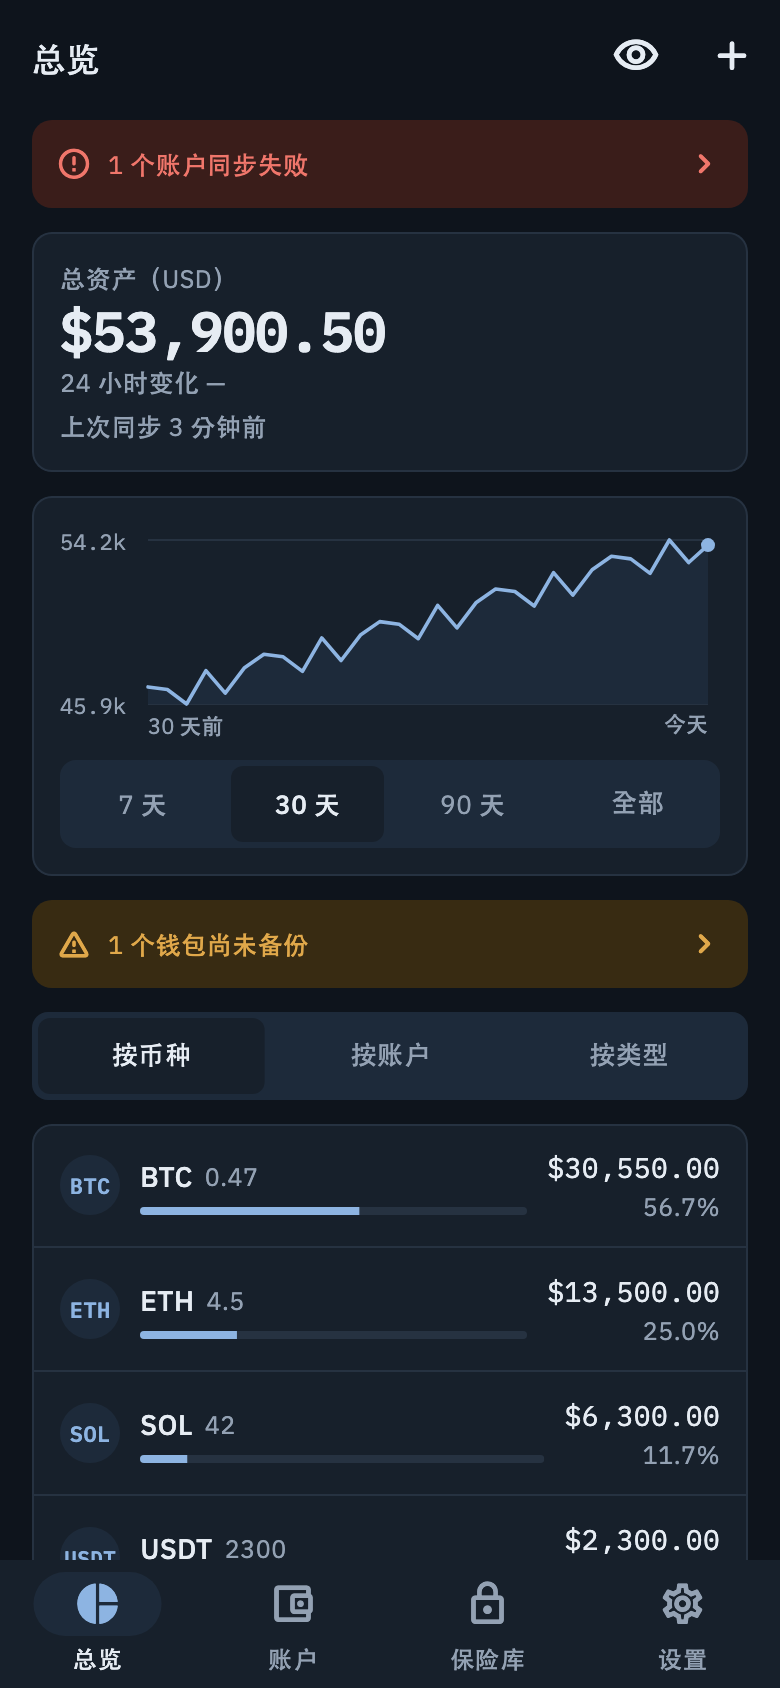 总览
1 个账户同步失败
总资产（USD）
$53,900.50
24 小时变化 —
上次同步 3 分钟前
54.2k
45.9k
30 天前 今天
7 天 30 天 90 天 全部
1 个钱包尚未备份
按币种 按账户 按类型
BTC BTC 0.47 $30,550.00
56.7%
ETH ETH 4.5 $13,500.00
25.0%
SOL SOL 42 $6,300.00
11.7%
USDT USDT 2300 $2,300.00
总览 账户 保险库 设置